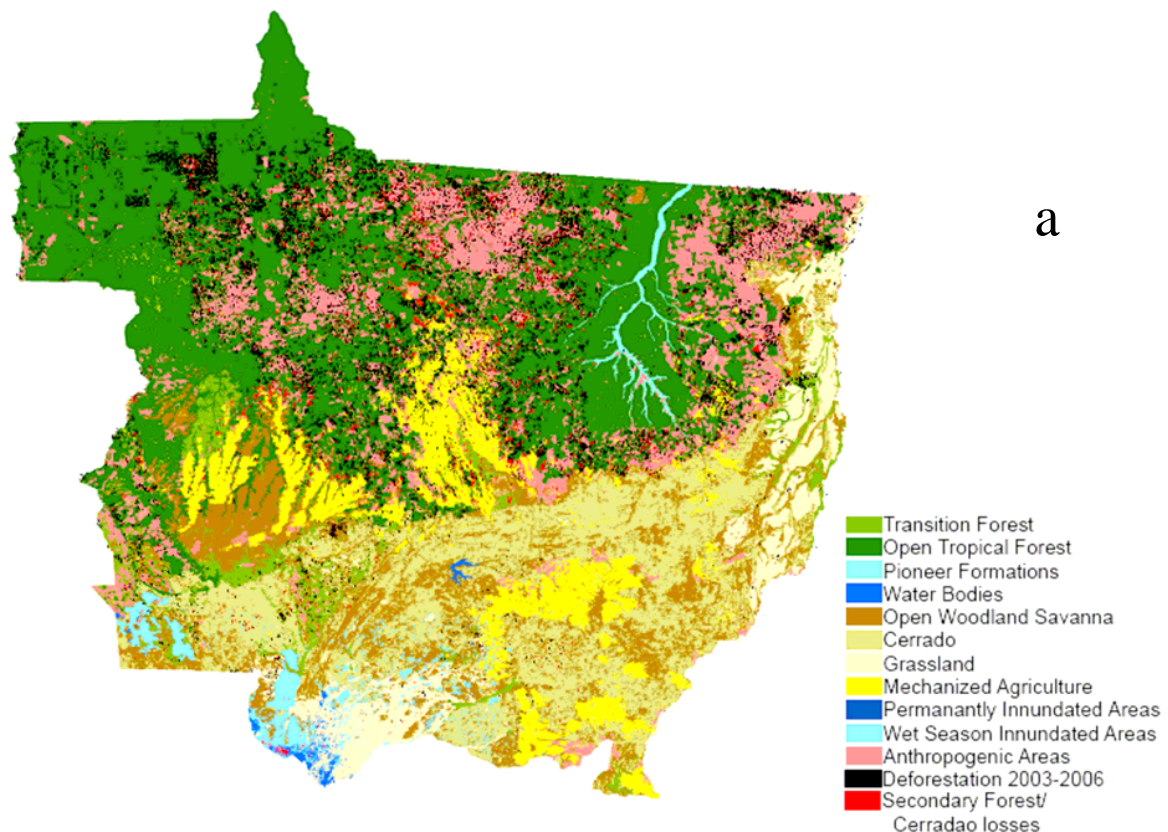 a
Transition Forest
Open Tropical Forest
Pioneer Formations
Water Bodies
Open Woodland Savanna
Cerrado
Grassland
Mechanized Agriculture
Permanantly Innundated Areas
Wet Season Innundated Areas
Anthropogenic Areas
Deforestation 2003-2006
Secondary Forest/
Cerradao losses